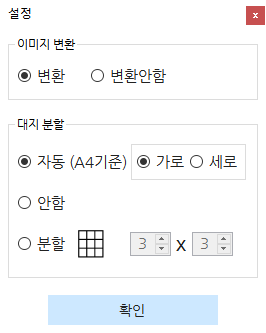 설정 x
이미지 변환
변환 변환안함
대지 분할
자동 (A4기준) 가로 세로
안함
분할 3 x 3
확인